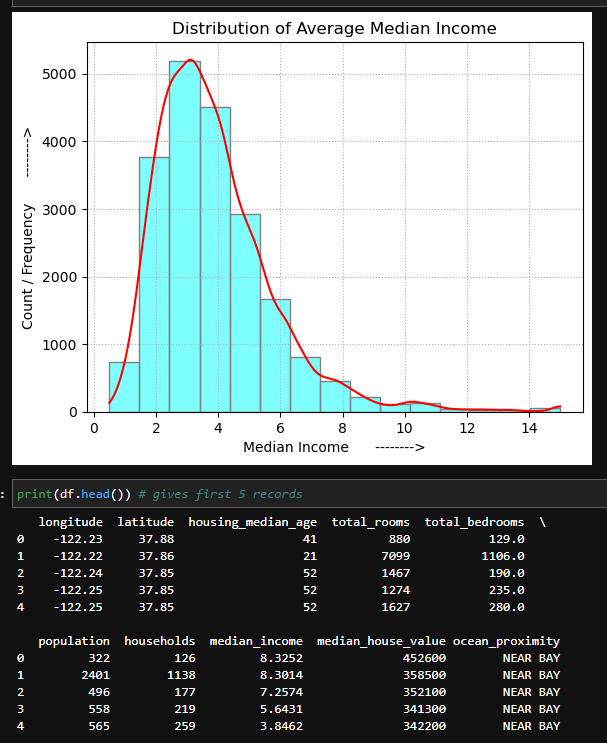 Distribution of Average Median Income
5000
4000
3000
2000
1000
0
Count / Frequency -------->
0 2 4 6 8 10 12 14
Median Income -------->
: print(df.head()) # gives first 5 records
longitude latitude housing_median_age total_rooms total_bedrooms \
0 -122.23 37.88 41 880 129.0
1 -122.22 37.86 21 7099 1106.0
2 -122.24 37.85 52 1467 190.0
3 -122.25 37.85 52 1274 235.0
4 -122.25 37.85 52 1627 280.0
population households median_income median_house_value ocean_proximity
0 322 126 8.3252 452600 NEAR BAY
1 2401 1138 8.3014 358500 NEAR BAY
2 496 177 7.2574 352100 NEAR BAY
3 558 219 5.6431 341300 NEAR BAY
4 565 259 3.8462 342200 NEAR BAY